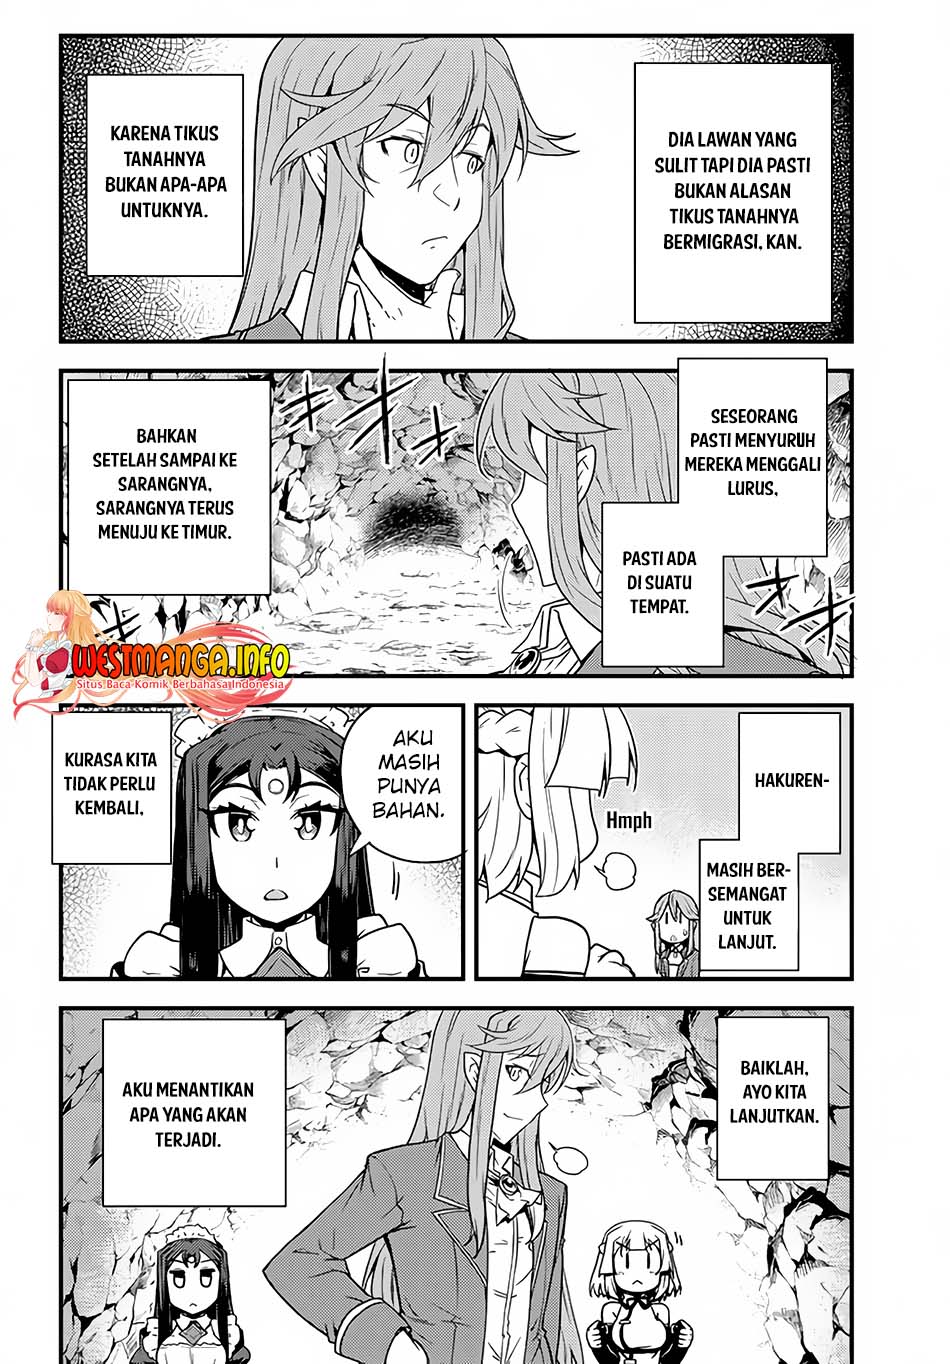 DIA LAWAN YANG
SULIT TAPI DIA PASTI
BUKAN ALASAN
TIKUS TANAHNYA
BERMIGRASI, KAN.
KARENA TIKUS
TANAHNYA
BUKAN APA-APA
UNTUKNYA.
SESEORANG
PASTI MENYURUH
MEREKA MENGGALI
LURUS,
PASTI ADA
DI SUATU
TEMPAT.
BAHKAN
SETELAH SAMPAI KE
SARANGNYA,
SARANGNYA TERUS
MENUJU KE TIMUR.
WESTMANGA.INFO
Situs Baca Komik Berbahasa Indonesia
HAKUREN-
MASIH BER-
SEMANGAT
UNTUK
LANJUT.
Hmph
AKU
MASIH
PUNYA
BAHAN.
KURASA KITA
TIDAK PERLU
KEMBALI,
BAIKLAH,
AYO KITA
LANJUTKAN.
AKU MENANTIKAN
APA YANG AKAN
TERJADI.